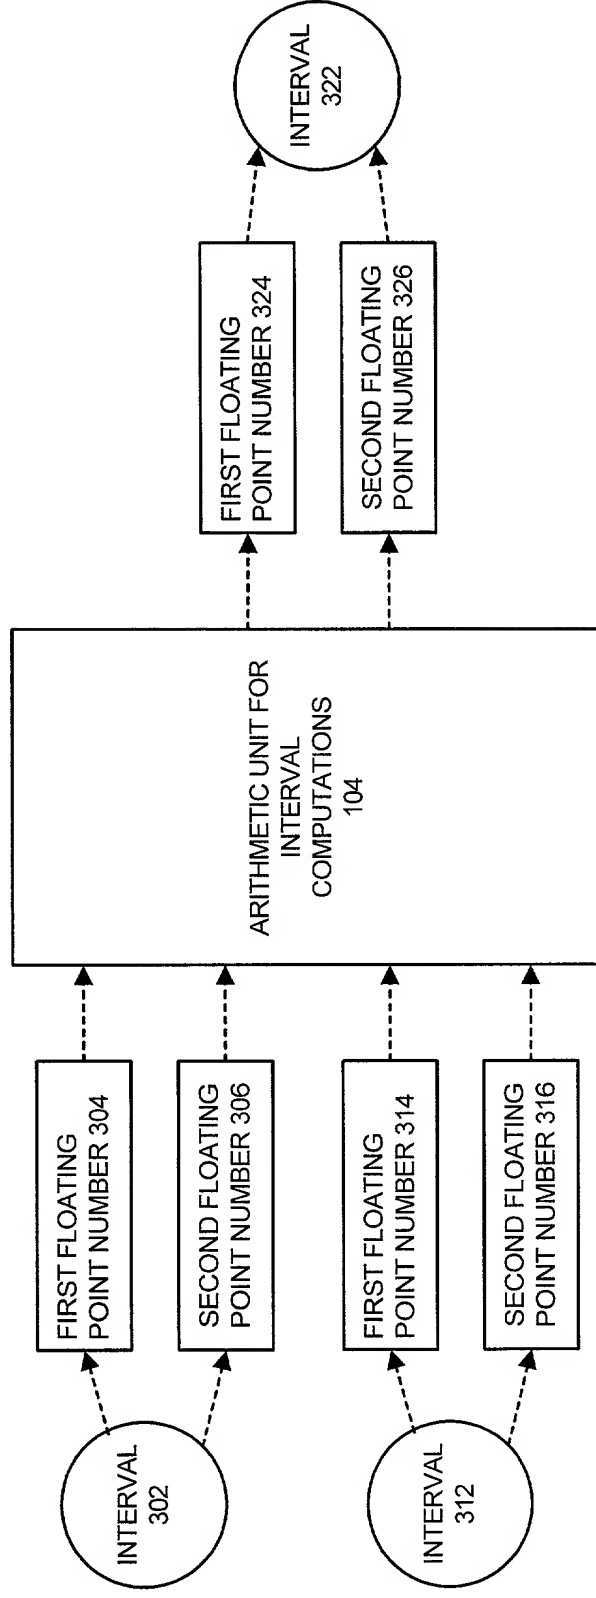 INTERVAL
302
FIRST FLOATING
POINT NUMBER 304
SECOND FLOATING
POINT NUMBER 306
INTERVAL
312
FIRST FLOATING
POINT NUMBER 314
SECOND FLOATING
POINT NUMBER 316
ARITHMETIC UNIT FOR
INTERVAL
COMPUTATIONS
104
FIRST FLOATING
POINT NUMBER 324
SECOND FLOATING
POINT NUMBER 326
INTERVAL
322